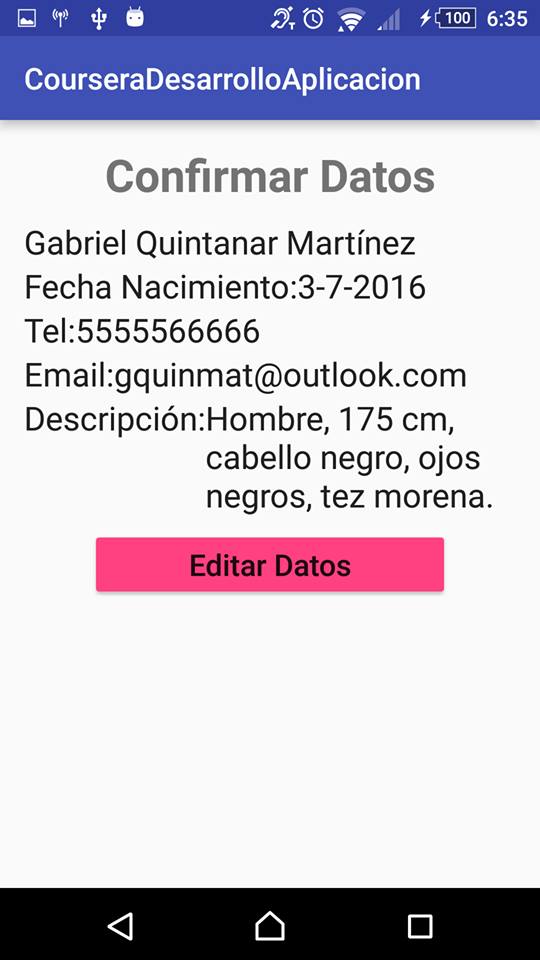 100 6:35
CourseraDesarrolloAplicacion
Confirmar Datos
Gabriel Quintanar Martínez
Fecha Nacimiento:3-7-2016
Tel:5555566666
Email:gquinmat@outlook.com
Descripción:Hombre, 175 cm,
cabello negro, ojos
negros, tez morena.
Editar Datos